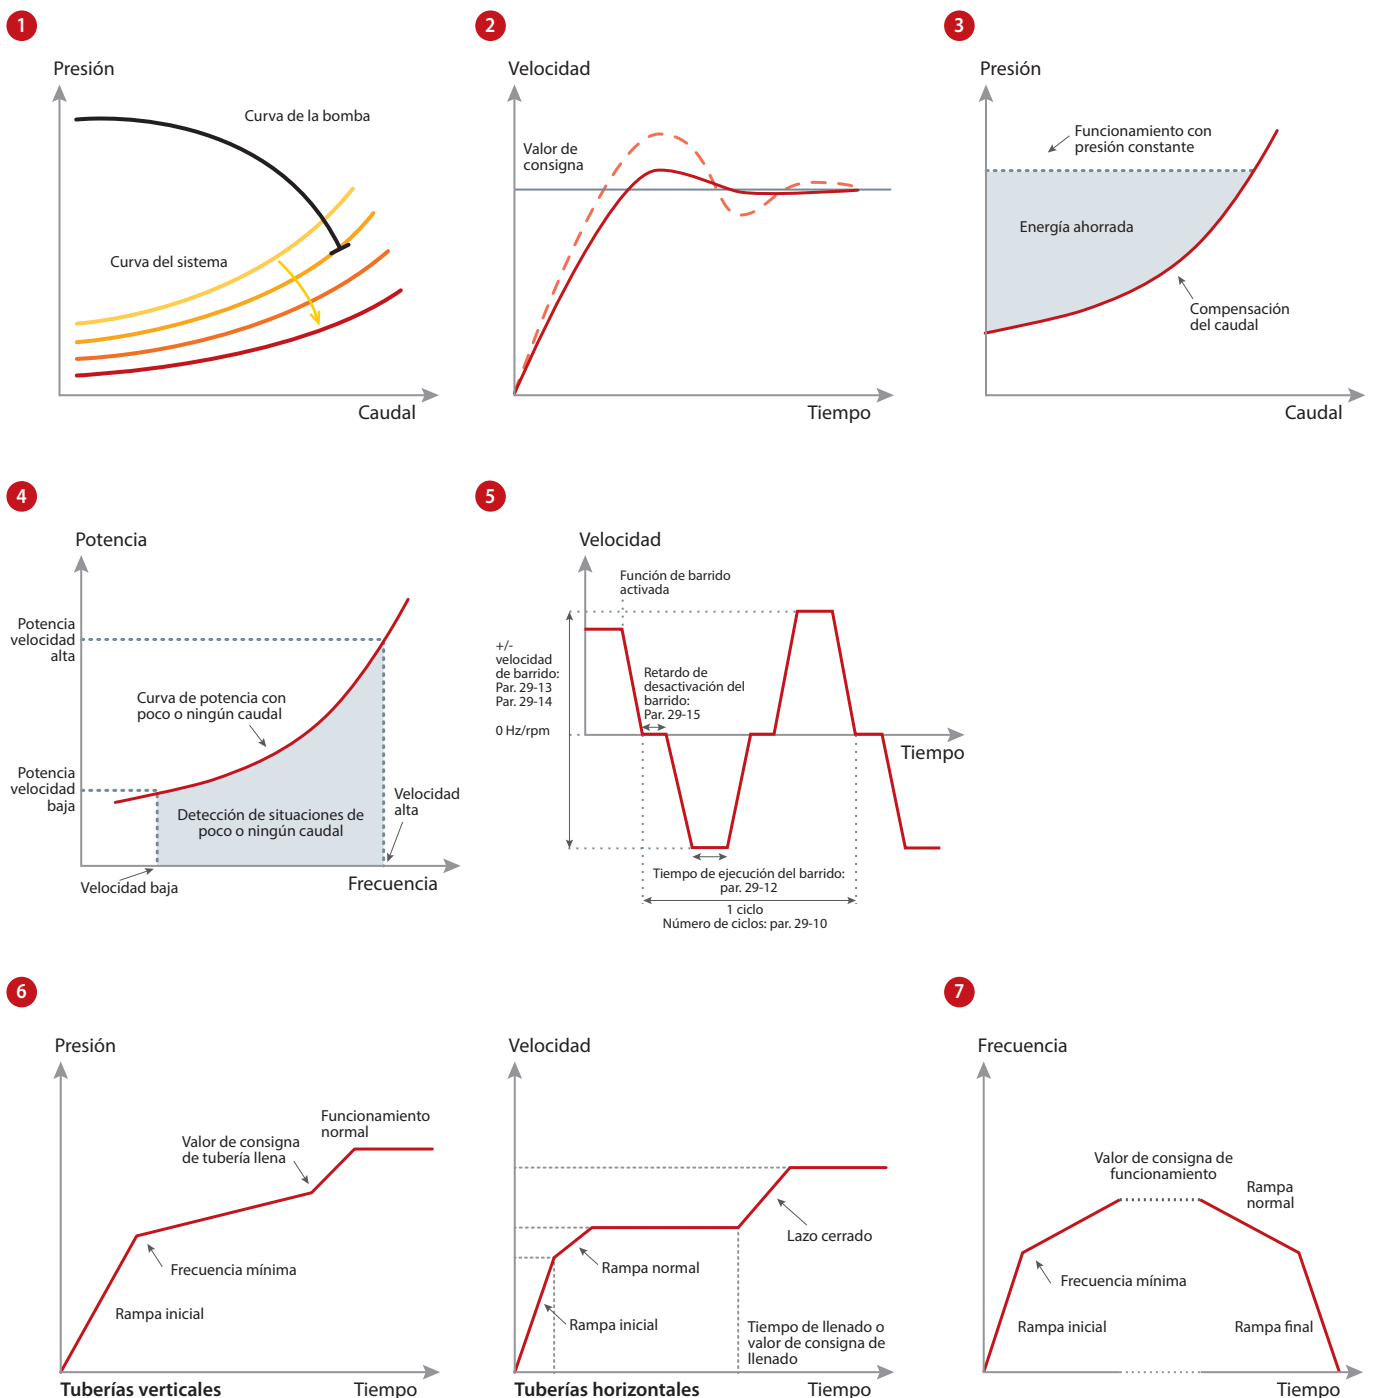 1
Presión
Curva de la bomba
Curva del sistema
Caudal
2
Velocidad
Valor de
consigna
Tiempo
3
Presión
Funcionamiento con
presión constante
Energía ahorrada
Compensación
del caudal
Caudal
4
Potencia
Potencia
velocidad
alta
Curva de potencia con
poco o ningún caudal
Potencia
velocidad
baja
Detección de situaciones de
poco o ningún caudal
Velocidad
alta
Velocidad baja
Frecuencia
5
Velocidad
Función de barrido
activada
+/-
velocidad
de barrido:
Par. 29-13
Par. 29-14
0 Hz/rpm
Retardo de
desactivación del
barrido:
Par. 29-15
Tiempo
Tiempo de ejecución del barrido:
par. 29-12
1 ciclo
Número de ciclos: par. 29-10
6
Presión
Funcionamiento
normal
Valor de consigna
de tubería llena
Frecuencia mínima
Rampa inicial
Tuberías verticales
Tiempo
Velocidad
Lazo cerrado
Rampa normal
Rampa inicial
Tiempo de llenado o
valor de consigna de
llenado
Tuberías horizontales
Tiempo
7
Frecuencia
Valor de consigna de
funcionamiento
Rampa
normal
Frecuencia mínima
Rampa inicial
Rampa final
Tiempo